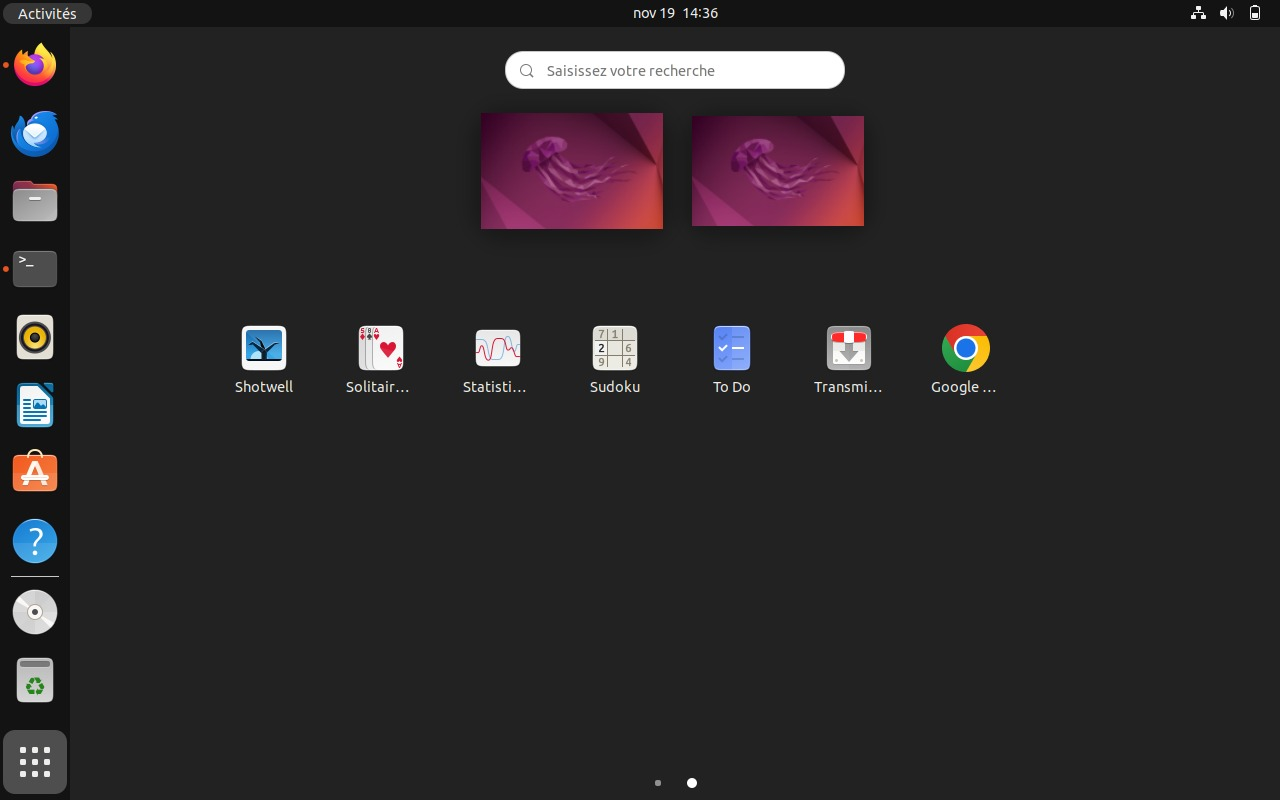 Activités
nov 19 14:36
Saisissez votre recherche
>_
Shotwell
Solitair…
Statisti…
Sudoku
To Do
Transmi…
Google …